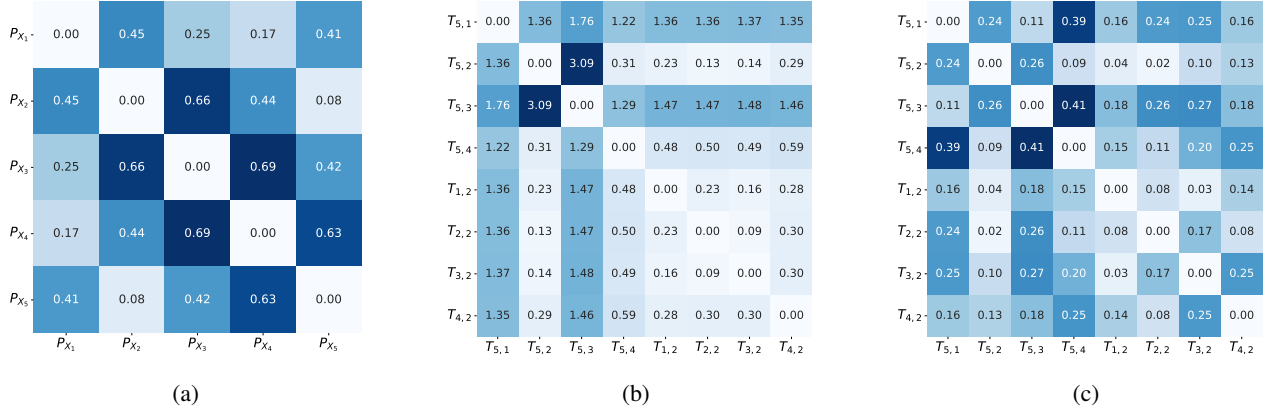 P_{X_1} 0.00 0.45 0.25 0.17 0.41
P_{X_2} 0.45 0.00 0.66 0.44 0.08
P_{X_3} 0.25 0.66 0.00 0.69 0.42
P_{X_4} 0.17 0.44 0.69 0.00 0.63
P_{X_5} 0.41 0.08 0.42 0.63 0.00
P_{X_1} P_{X_2} P_{X_3} P_{X_4} P_{X_5}
(a)
T_{5,1} 0.00 1.36 1.76 1.22 1.36 1.36 1.37 1.35
T_{5,2} 1.36 0.00 3.09 0.31 0.23 0.13 0.14 0.29
T_{5,3} 1.76 3.09 0.00 1.29 1.47 1.47 1.48 1.46
T_{5,4} 1.22 0.31 1.29 0.00 0.48 0.50 0.49 0.59
T_{1,2} 1.36 0.23 1.47 0.48 0.00 0.23 0.16 0.28
T_{2,2} 1.36 0.13 1.47 0.50 0.23 0.00 0.09 0.30
T_{3,2} 1.37 0.14 1.48 0.49 0.16 0.09 0.00 0.30
T_{4,2} 1.35 0.29 1.46 0.59 0.28 0.30 0.30 0.00
T_{5,1} T_{5,2} T_{5,3} T_{5,4} T_{1,2} T_{2,2} T_{3,2} T_{4,2}
(b)
T_{5,1} 0.00 0.24 0.11 0.39 0.16 0.24 0.25 0.16
T_{5,2} 0.24 0.00 0.26 0.09 0.04 0.02 0.10 0.13
T_{5,3} 0.11 0.26 0.00 0.41 0.18 0.26 0.27 0.18
T_{5,4} 0.39 0.09 0.41 0.00 0.15 0.11 0.20 0.25
T_{1,2} 0.16 0.04 0.18 0.15 0.00 0.08 0.03 0.14
T_{2,2} 0.24 0.02 0.26 0.11 0.08 0.00 0.17 0.08
T_{3,2} 0.25 0.10 0.27 0.20 0.03 0.17 0.00 0.25
T_{4,2} 0.16 0.13 0.18 0.25 0.14 0.08 0.25 0.00
T_{5,1} T_{5,2} T_{5,3} T_{5,4} T_{1,2} T_{2,2} T_{3,2} T_{4,2}
(c)